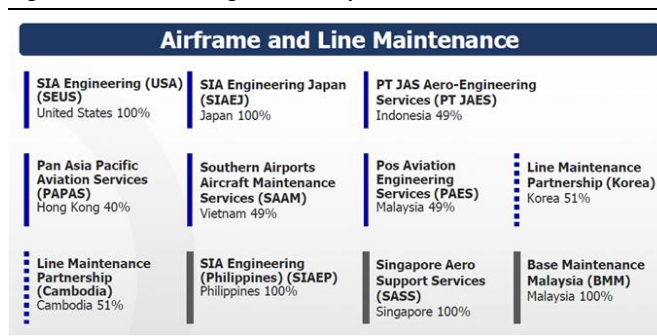 Airframe and Line Maintenance
SIA Engineering (USA)
(SEUS)
United States 100%
SIA Engineering Japan
(SIAEJ)
Japan 100%
PT JAS Aero-Engineering
Services (PT JAES)
Indonesia 49%
Pan Asia Pacific
Aviation Services
(PAPAS)
Hong Kong 40%
Southern Airports
Aircraft Maintenance
Services (SAAM)
Vietnam 49%
Pos Aviation
Engineering
Services (PAES)
Malaysia 49%
Line Maintenance
Partnership (Korea)
Korea 51%
Line Maintenance
Partnership
(Cambodia)
Cambodia 51%
SIA Engineering
(Philippines) (SIAEP)
Philippines 100%
Singapore Aero
Support Services
(SASS)
Singapore 100%
Base Maintenance
Malaysia (BMM)
Malaysia 100%